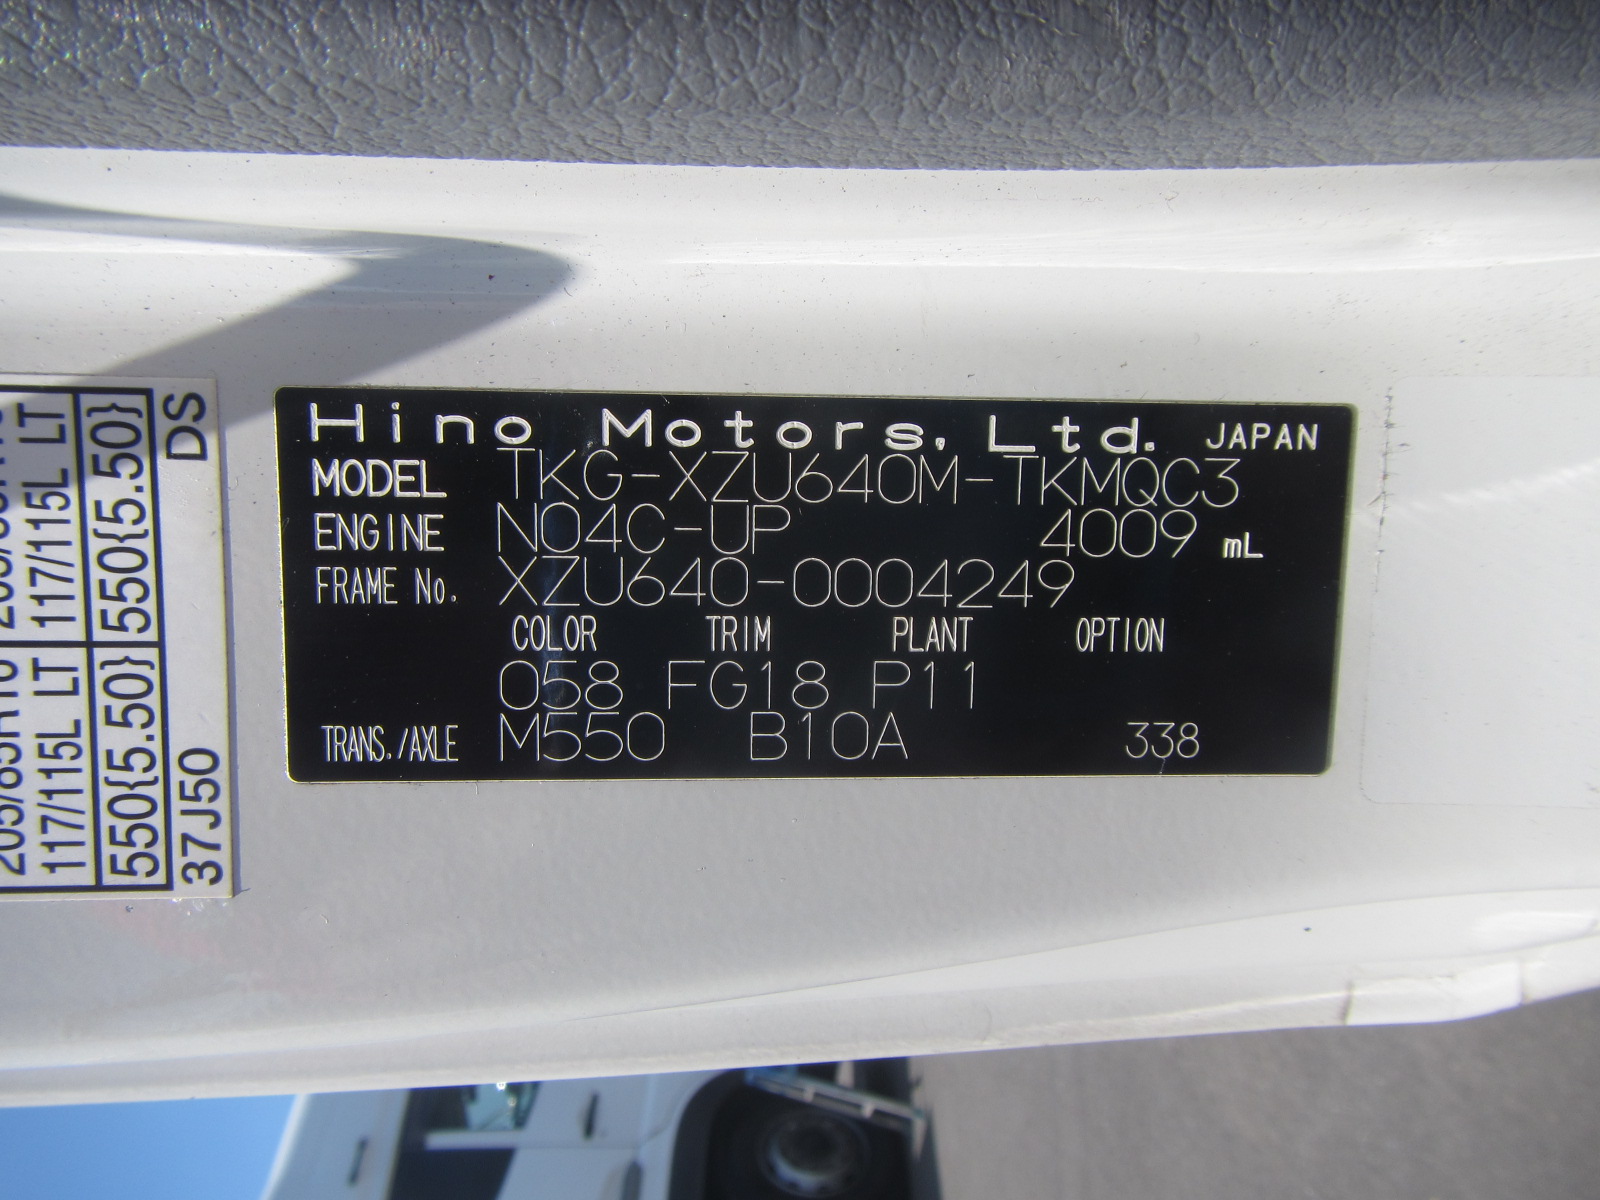 Hino Motors, Ltd. JAPAN
MODEL TKG-XZU640M-TKMQC3
ENGINE N04C-UP 4009 mL
FRAME No. XZU640-0004249
COLOR TRIM PLANT OPTION
058 FG18 P11
TRANS./AXLE M550 B10A 338
117/115L LT 117/115L LT
550{5.50} 550{5.50}
37J50 DS